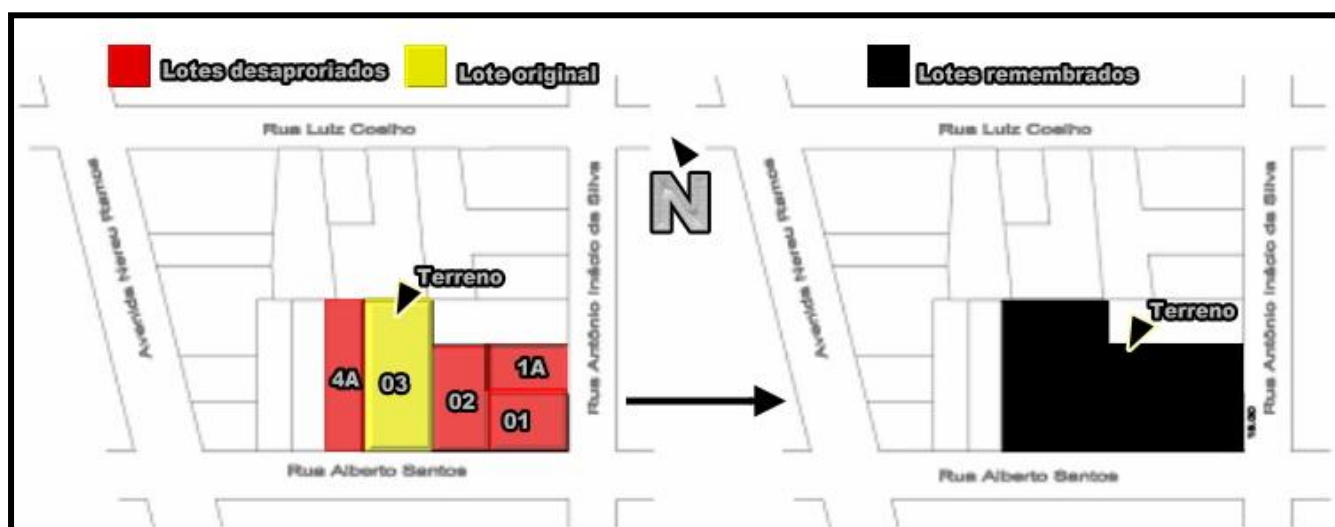 Lotes desaproriados
Lote original
Lotes remembrados
Rua Luiz Coelho
Rua Luiz Coelho
N
Avenida Nereu Ramos
Rua Antônio Inácio da Silva
Avenida Nereu Ramos
Rua Antônio Inácio da Silva
Terreno
Terreno
4A
03
02
1A
01
18.00
Rua Alberto Santos
Rua Alberto Santos